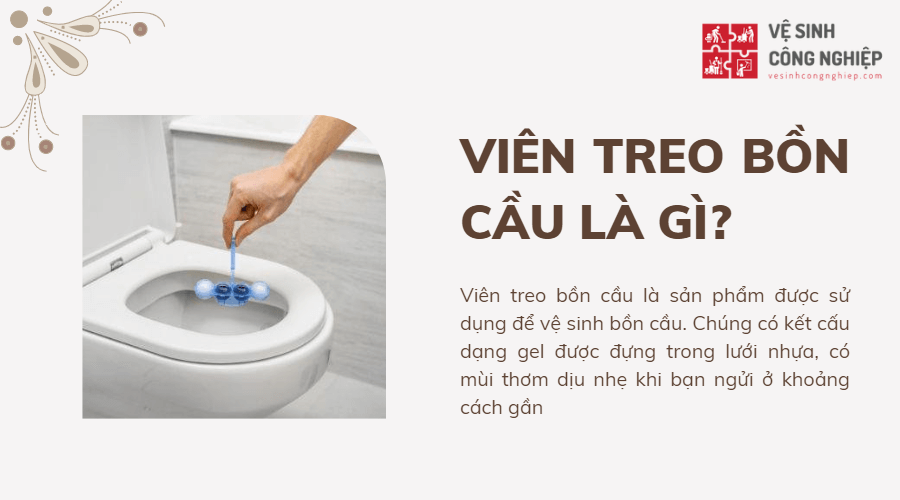 VỆ SINH
CÔNG NGHIỆP
vesinhcongnghiep.com
VIÊN TREO BỒN
CẦU LÀ GÌ?
Viên treo bồn cầu là sản phẩm được sử
dụng để vệ sinh bồn cầu. Chúng có kết cấu
dạng gel được đựng trong lưới nhựa, có
mùi thơm dịu nhẹ khi bạn ngửi ở khoảng
cách gần